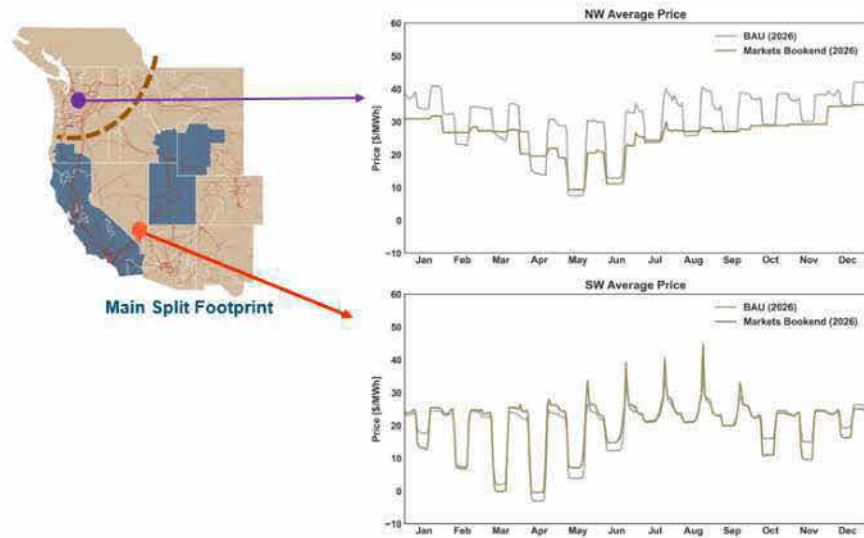 Main Split Footprint
NW Average Price
60
50
40
30
20
10
0
−10
Price [$/MWh]
BAU (2026)
Markets Bookend (2026)
Jan Feb Mar Apr May Jun Jul Aug Sep Oct Nov Dec
SW Average Price
60
50
40
30
20
10
0
−10
Price [$/MWh]
BAU (2026)
Markets Bookend (2026)
Jan Feb Mar Apr May Jun Jul Aug Sep Oct Nov Dec